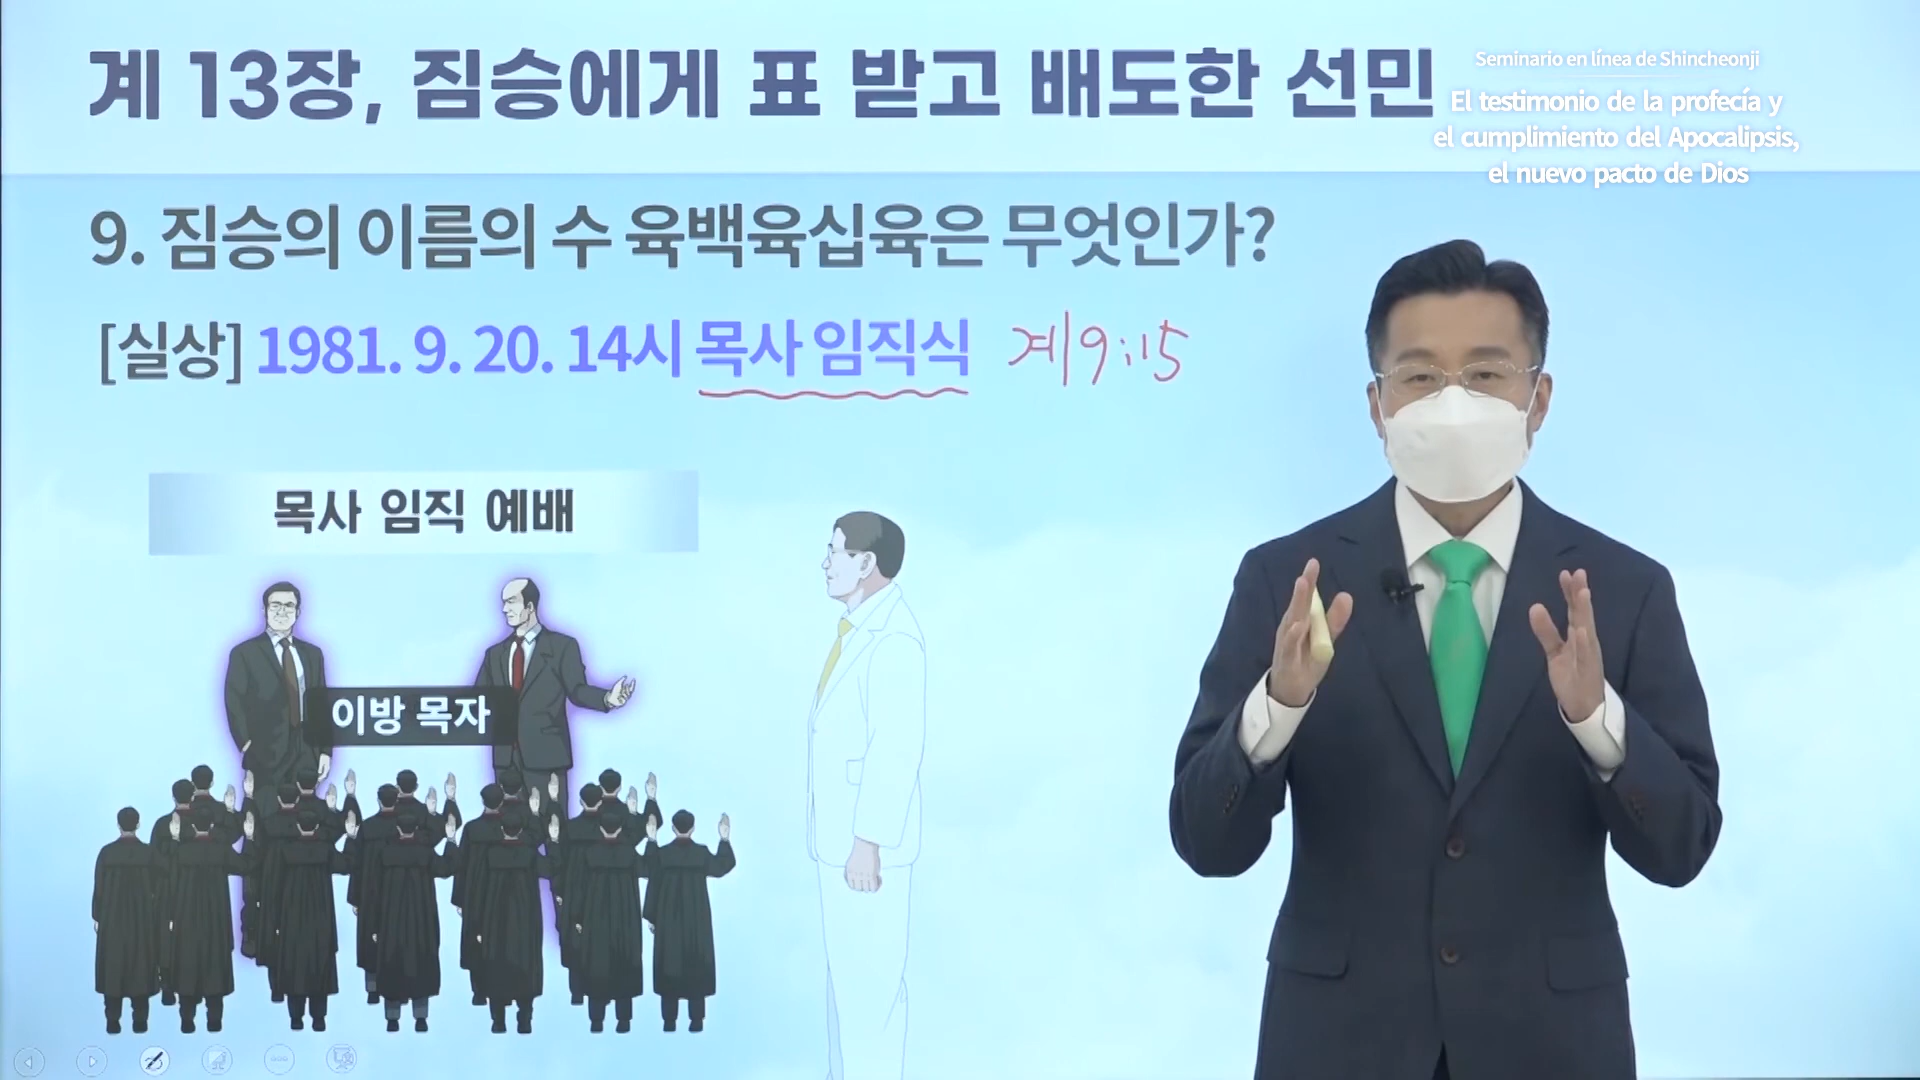 계 13장, 짐승에게 표 받고 배도한 선민
Seminario en línea de Shincheonji
El testimonio de la profecía y
el cumplimiento del Apocalipsis,
el nuevo pacto de Dios
9. 짐승의 이름의 수 육백육십육은 무엇인가?
[실상] 1981. 9. 20. 14시 목사 임직식 계 9:15
목사 임직 예배
이방 목자